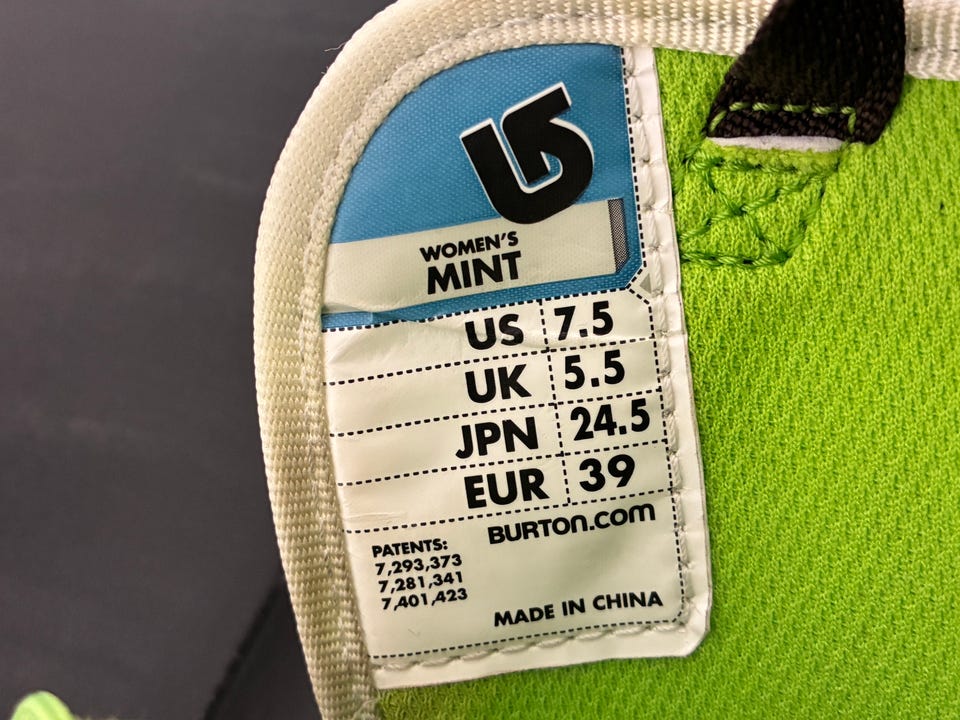 WOMEN'S
MINT
US 7.5
UK 5.5
JPN 24.5
EUR 39
BURTON.COM
PATENTS:
7,293,373
7,281,341
7,401,423
MADE IN CHINA